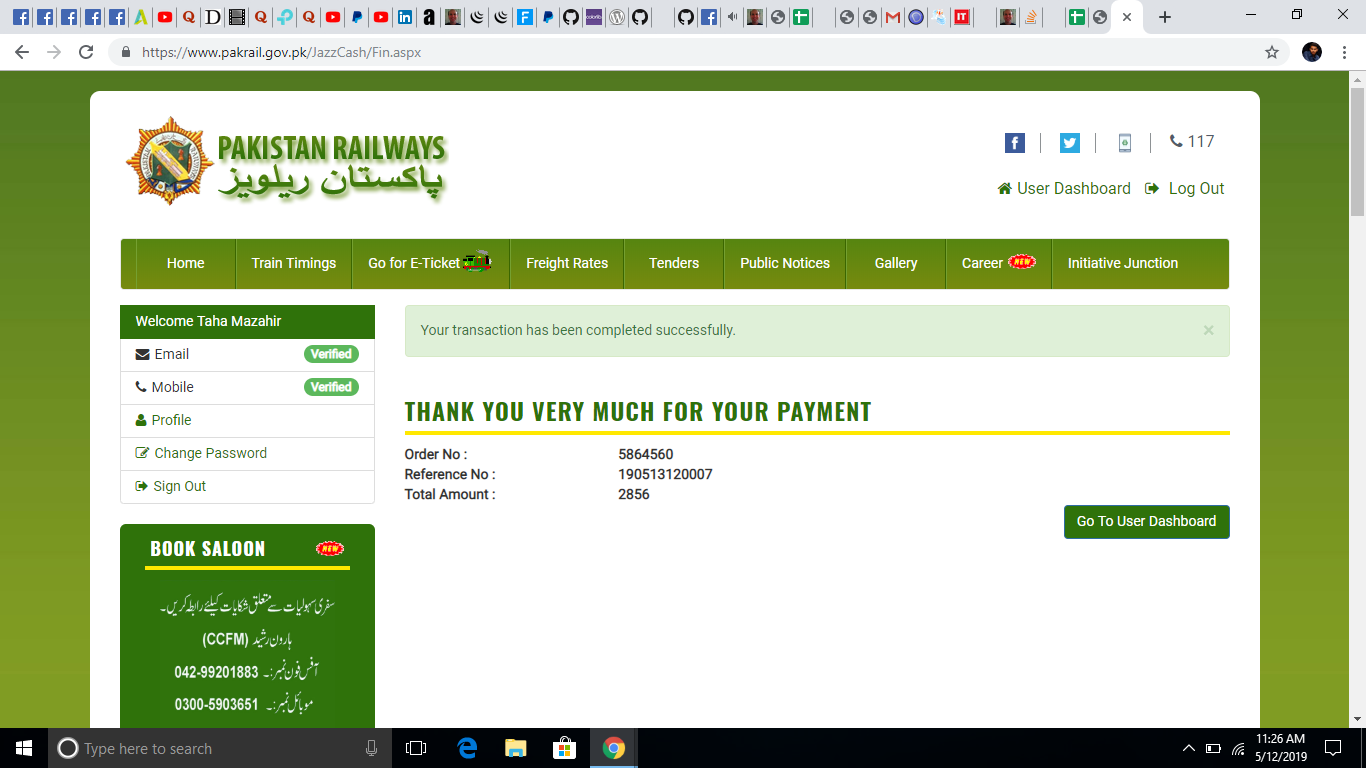 https://www.pakrail.gov.pk/JazzCash/Fin.aspx
PAKISTAN RAILWAYS
پاکستان ریلویز
117
User Dashboard Log Out
Home Train Timings Go for E-Ticket Freight Rates Tenders Public Notices Gallery Career NEW Initiative Junction
Welcome Taha Mazahir
Email Verified
Mobile Verified
Profile
Change Password
Sign Out
Your transaction has been completed successfully. ×
THANK YOU VERY MUCH FOR YOUR PAYMENT
Order No : 5864560
Reference No : 190513120007
Total Amount : 2856
Go To User Dashboard
BOOK SALOON NEW
سفری سہولیات سے متعلق شکایات کیلئے رابطہ کریں۔
ہارون رشید (CCFM)
آفس فون نمبر:۔ 042-99201883
موبائل نمبر:۔ 0300-5903651
Type here to search
11:26 AM
5/12/2019